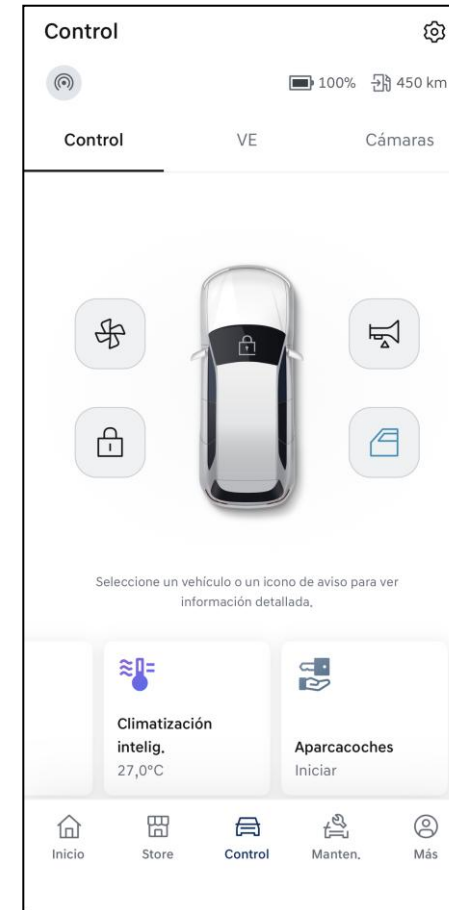 Control
100% 450 km
Control VE Cámaras
Seleccione un vehículo o un icono de aviso para ver
información detallada.
Climatización
intelig.
27,0°C
Aparcacoches
Iniciar
Inicio Store Control Manten. Más